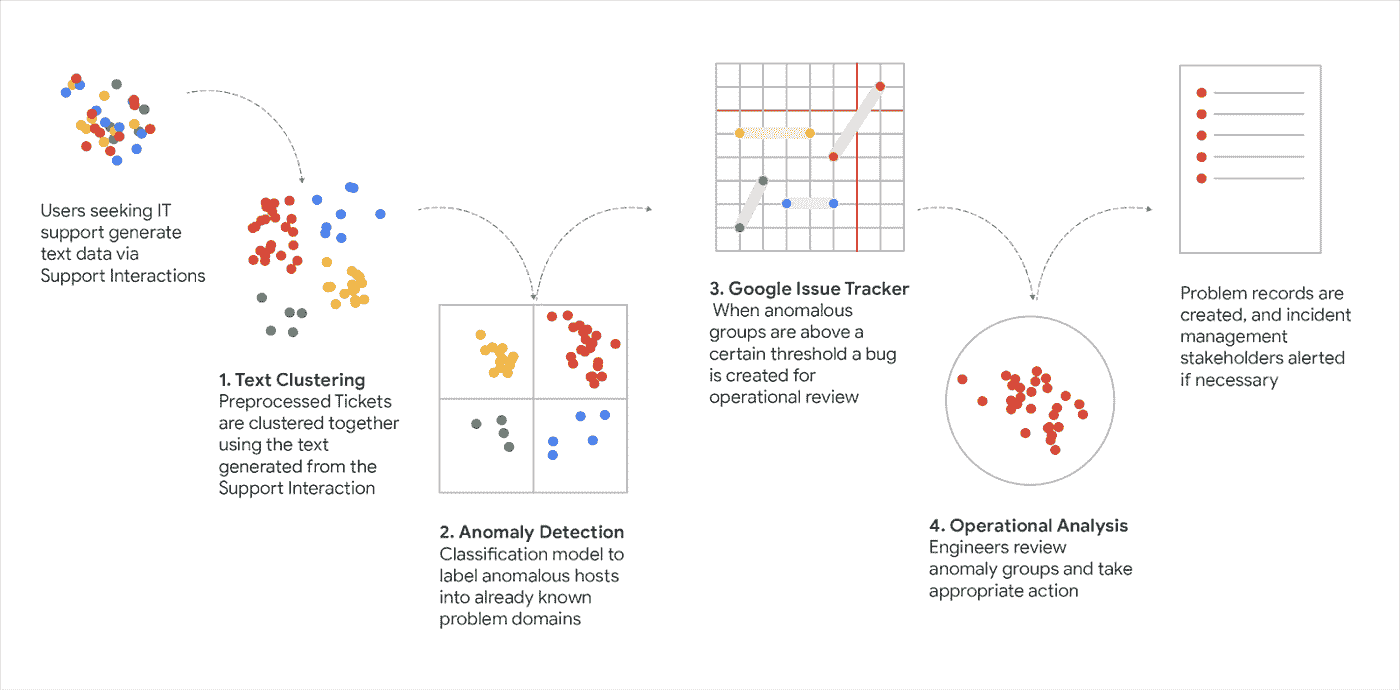 Users seeking IT
support generate
text data via
Support Interactions
1. Text Clustering
Preprocessed Tickets
are clustered together
using the text
generated from the
Support Interaction
2. Anomaly Detection
Classification model to
label anomalous hosts
into already known
problem domains
3. Google Issue Tracker
When anomalous
groups are above a
certain threshold a bug
is created for
operational review
4. Operational Analysis
Engineers review
anomaly groups and take
appropriate action
Problem records are
created, and incident
management
stakeholders alerted
if necessary